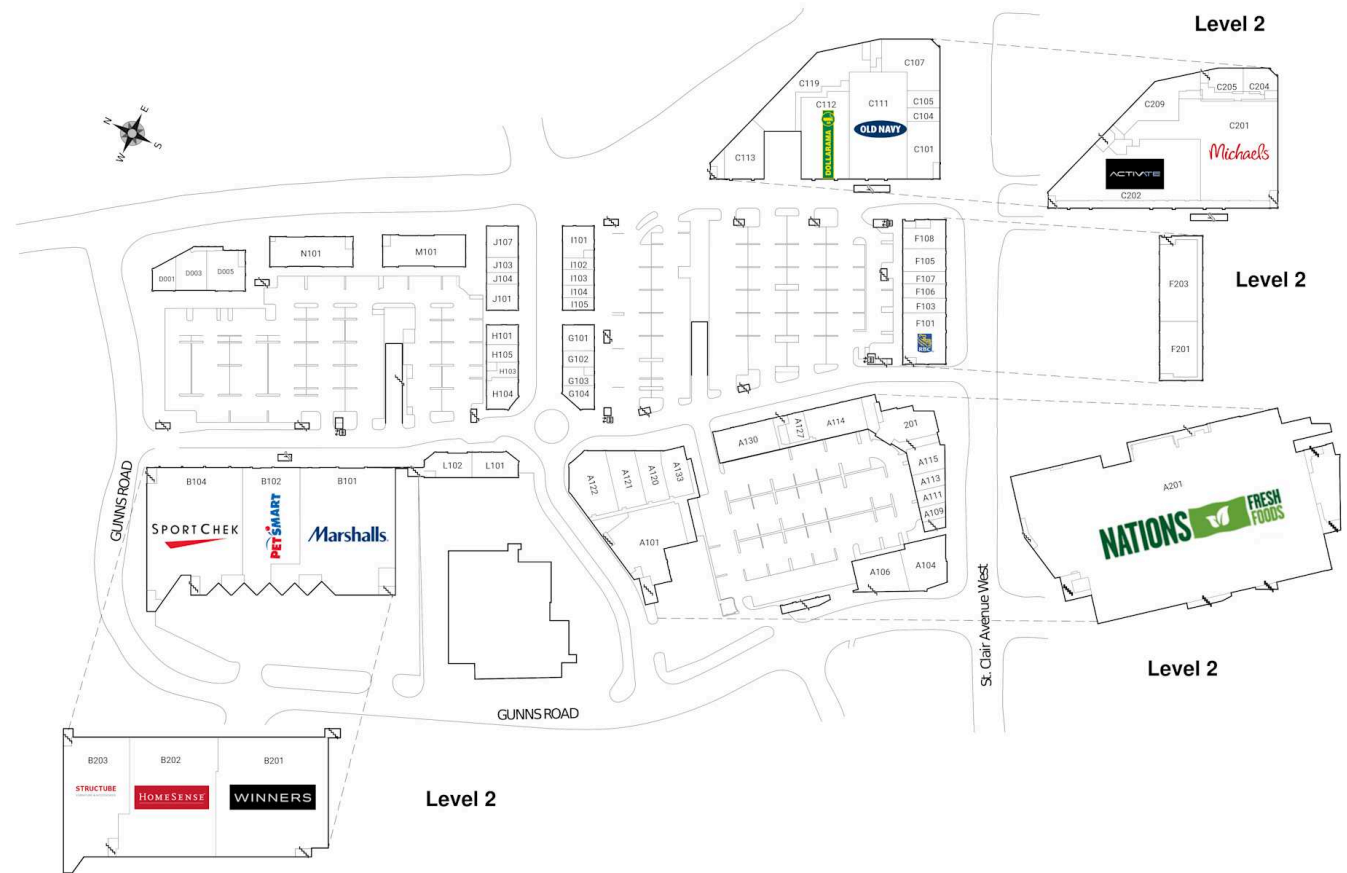 Level 2
N
E
W
S
C107
C119
C112
C111
C105
C104
C101
C113
DOLLARAMA
OLD NAVY
C205
C204
C209
C201
Michaels
ACTIVATE
C202
N101
M101
D001
D003
D005
J107
J103
J104
J101
I101
I102
I103
I104
I105
F108
F105
F107
F106
F103
F101
RBC
F203
F201
Level 2
H101
H105
H103
H104
G101
G102
G103
G104
A130
A127
A114
201
A115
A113
A111
A109
A122
A121
A120
A133
A101
A106
A104
A201
NATIONS
FRESH
FOODS
GUNNS ROAD
L102
L101
B104
B102
B101
SPORTCHEK
PETSMART
Marshalls
St. Clair Avenue West
Level 2
GUNNS ROAD
B203
B202
B201
STRUCTUBE
HOMESENSE
WINNERS
Level 2